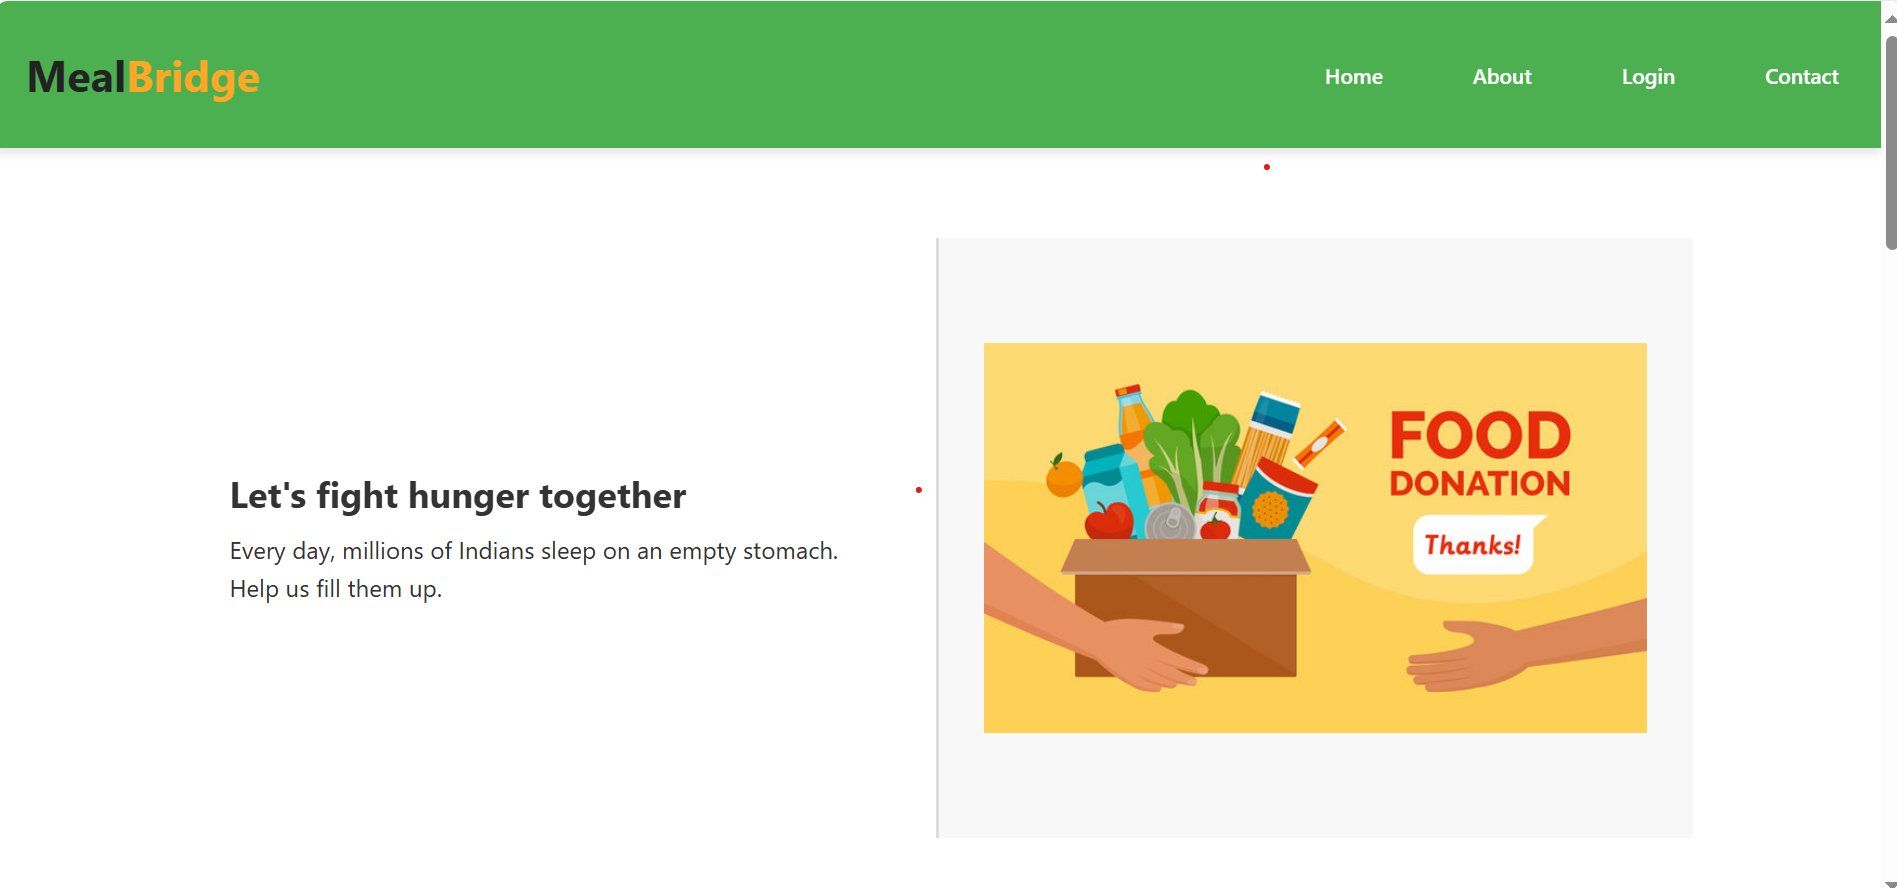 MealBridge
Home About Login Contact
Let's fight hunger together
Every day, millions of Indians sleep on an empty stomach.
Help us fill them up.
FOOD
DONATION
Thanks!